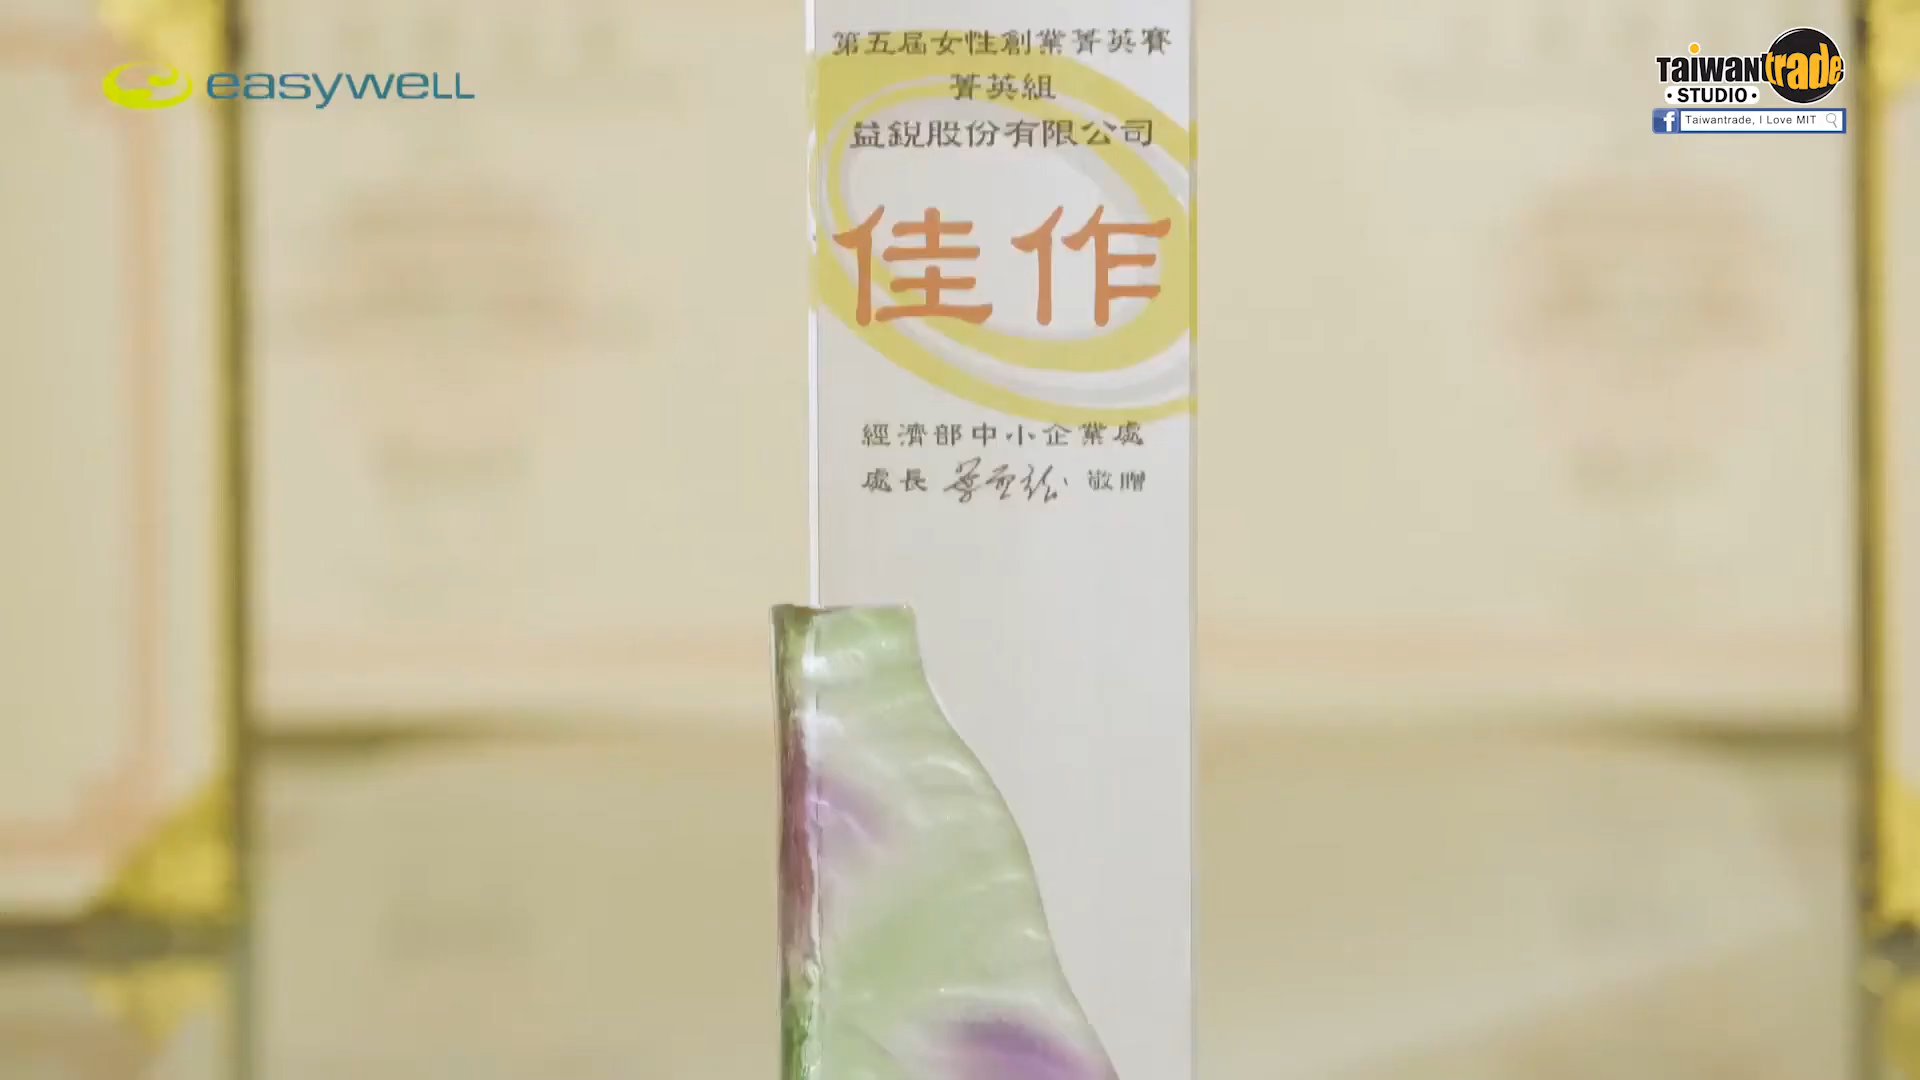 easywell
Taiwantrade
STUDIO
Taiwantrade, I Love MIT
第五屆女性創業菁英賽
菁英組
益銳股份有限公司
佳作
經濟部中小企業處
處長 敬贈